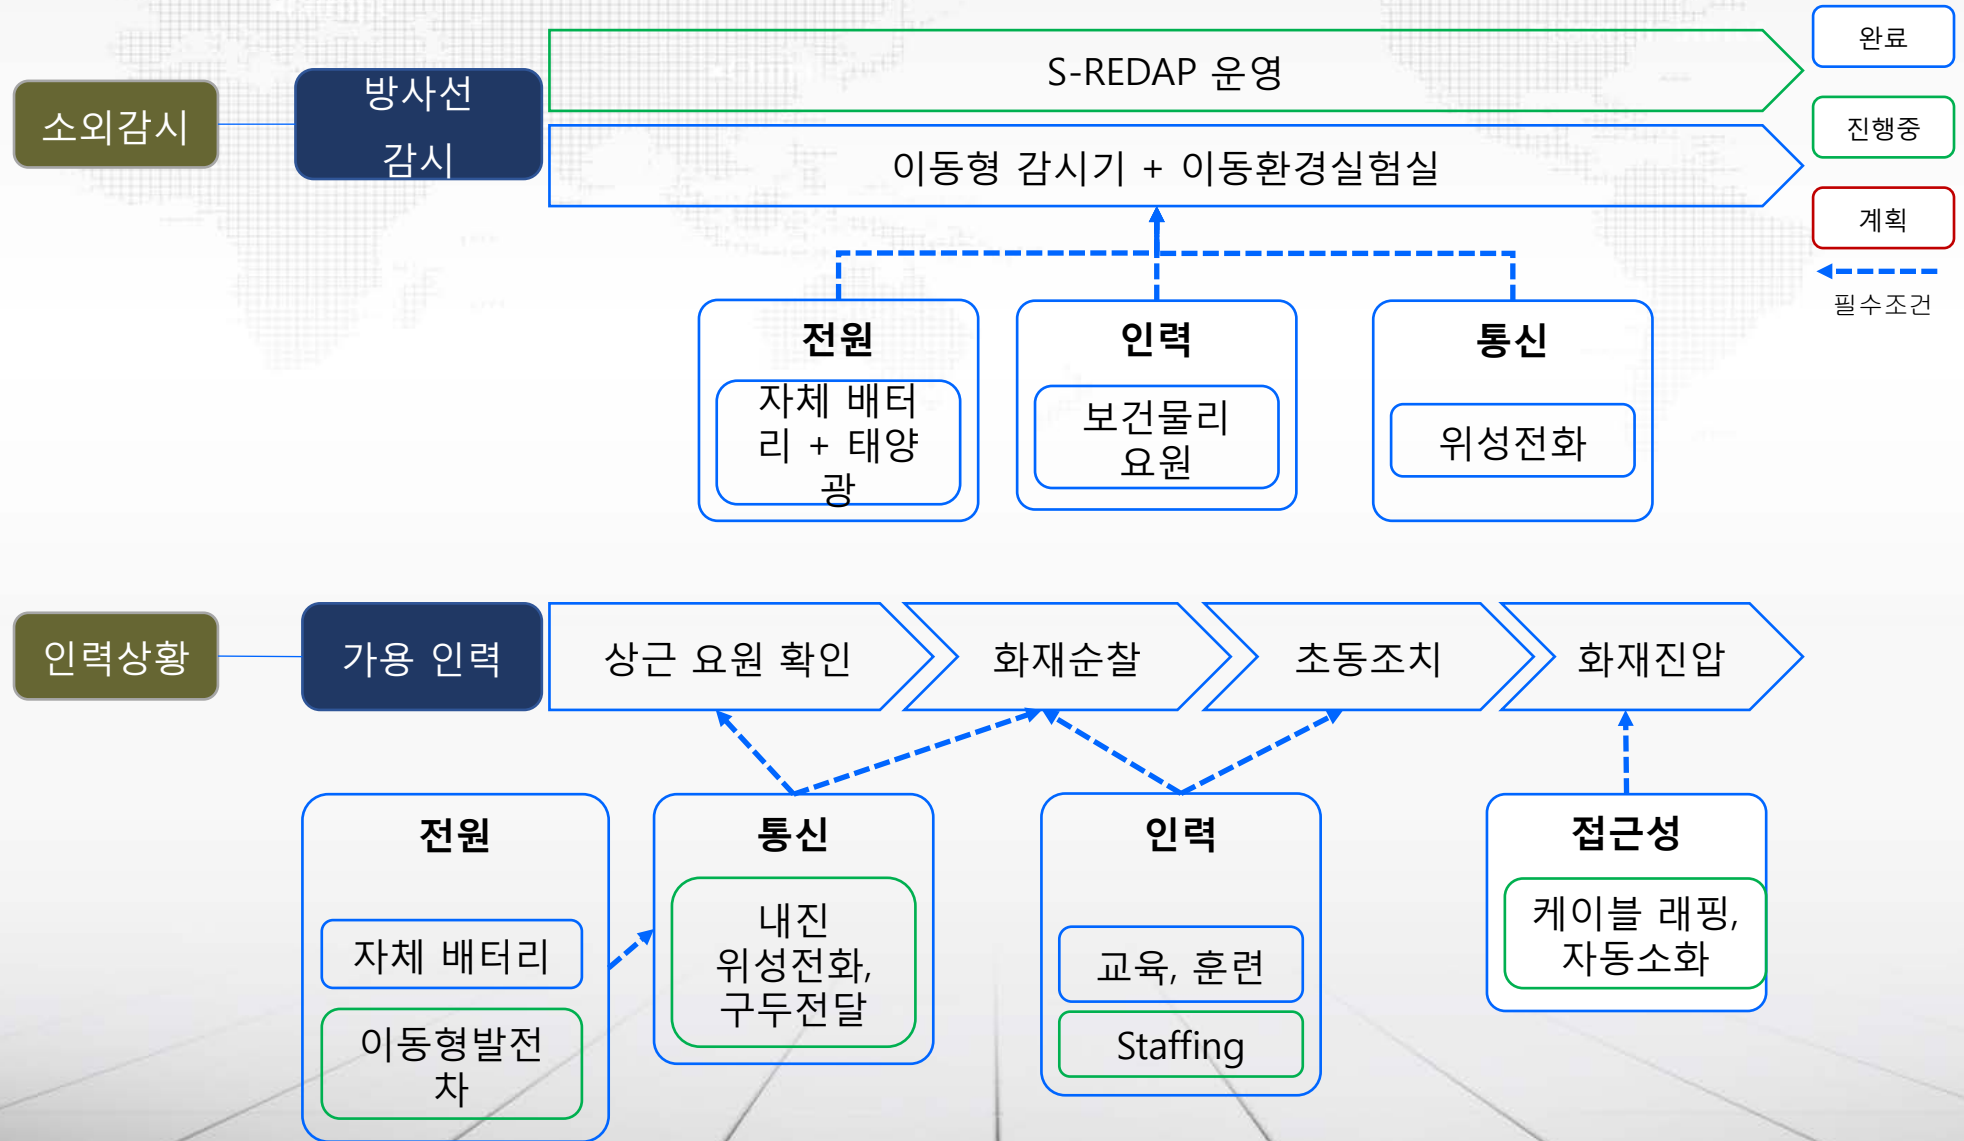 완료
S-REDAP 운영
소외감시
방사선
감시
진행중
이동형 감시기 + 이동환경실험실
계획
필수조건
전원
자체 배터
리 + 태양
광
인력
보건물리
요원
통신
위성전화
인력상황
가용 인력
상근 요원 확인
화재순찰
초동조치
화재진압
전원
자체 배터리
이동형발전
차
통신
내진
위성전화,
구두전달
인력
교육, 훈련
Staffing
접근성
케이블 래핑,
자동소화